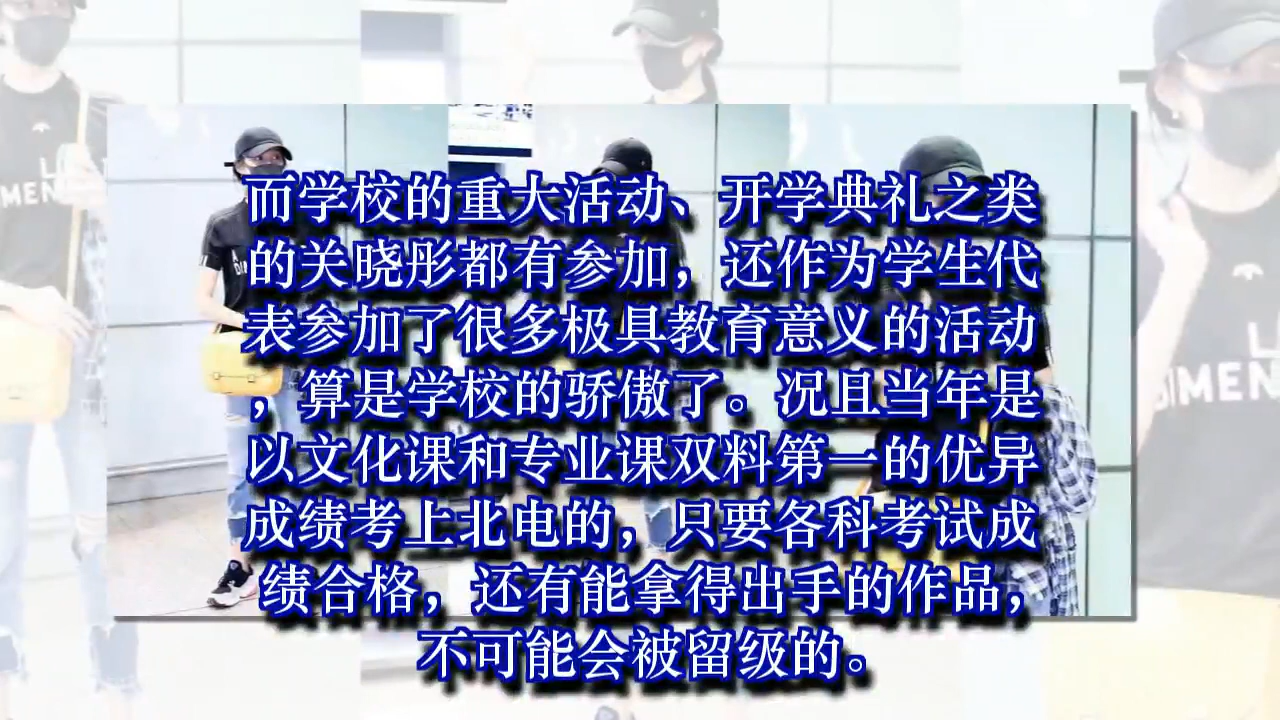 而学校的重大活动、开学典礼之类
的关晓彤都有参加，还作为学生代
表参加了很多极具教育意义的活动
，算是学校的骄傲了。况且当年是
以文化课和专业课双料第一的优异
成绩考上北电的，只要各科考试成
绩合格，还有能拿得出手的作品，
不可能会被留级的。